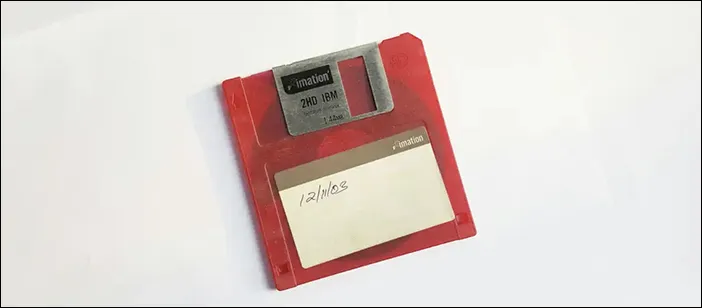 imation
2HD IBM
imation
12/11/03